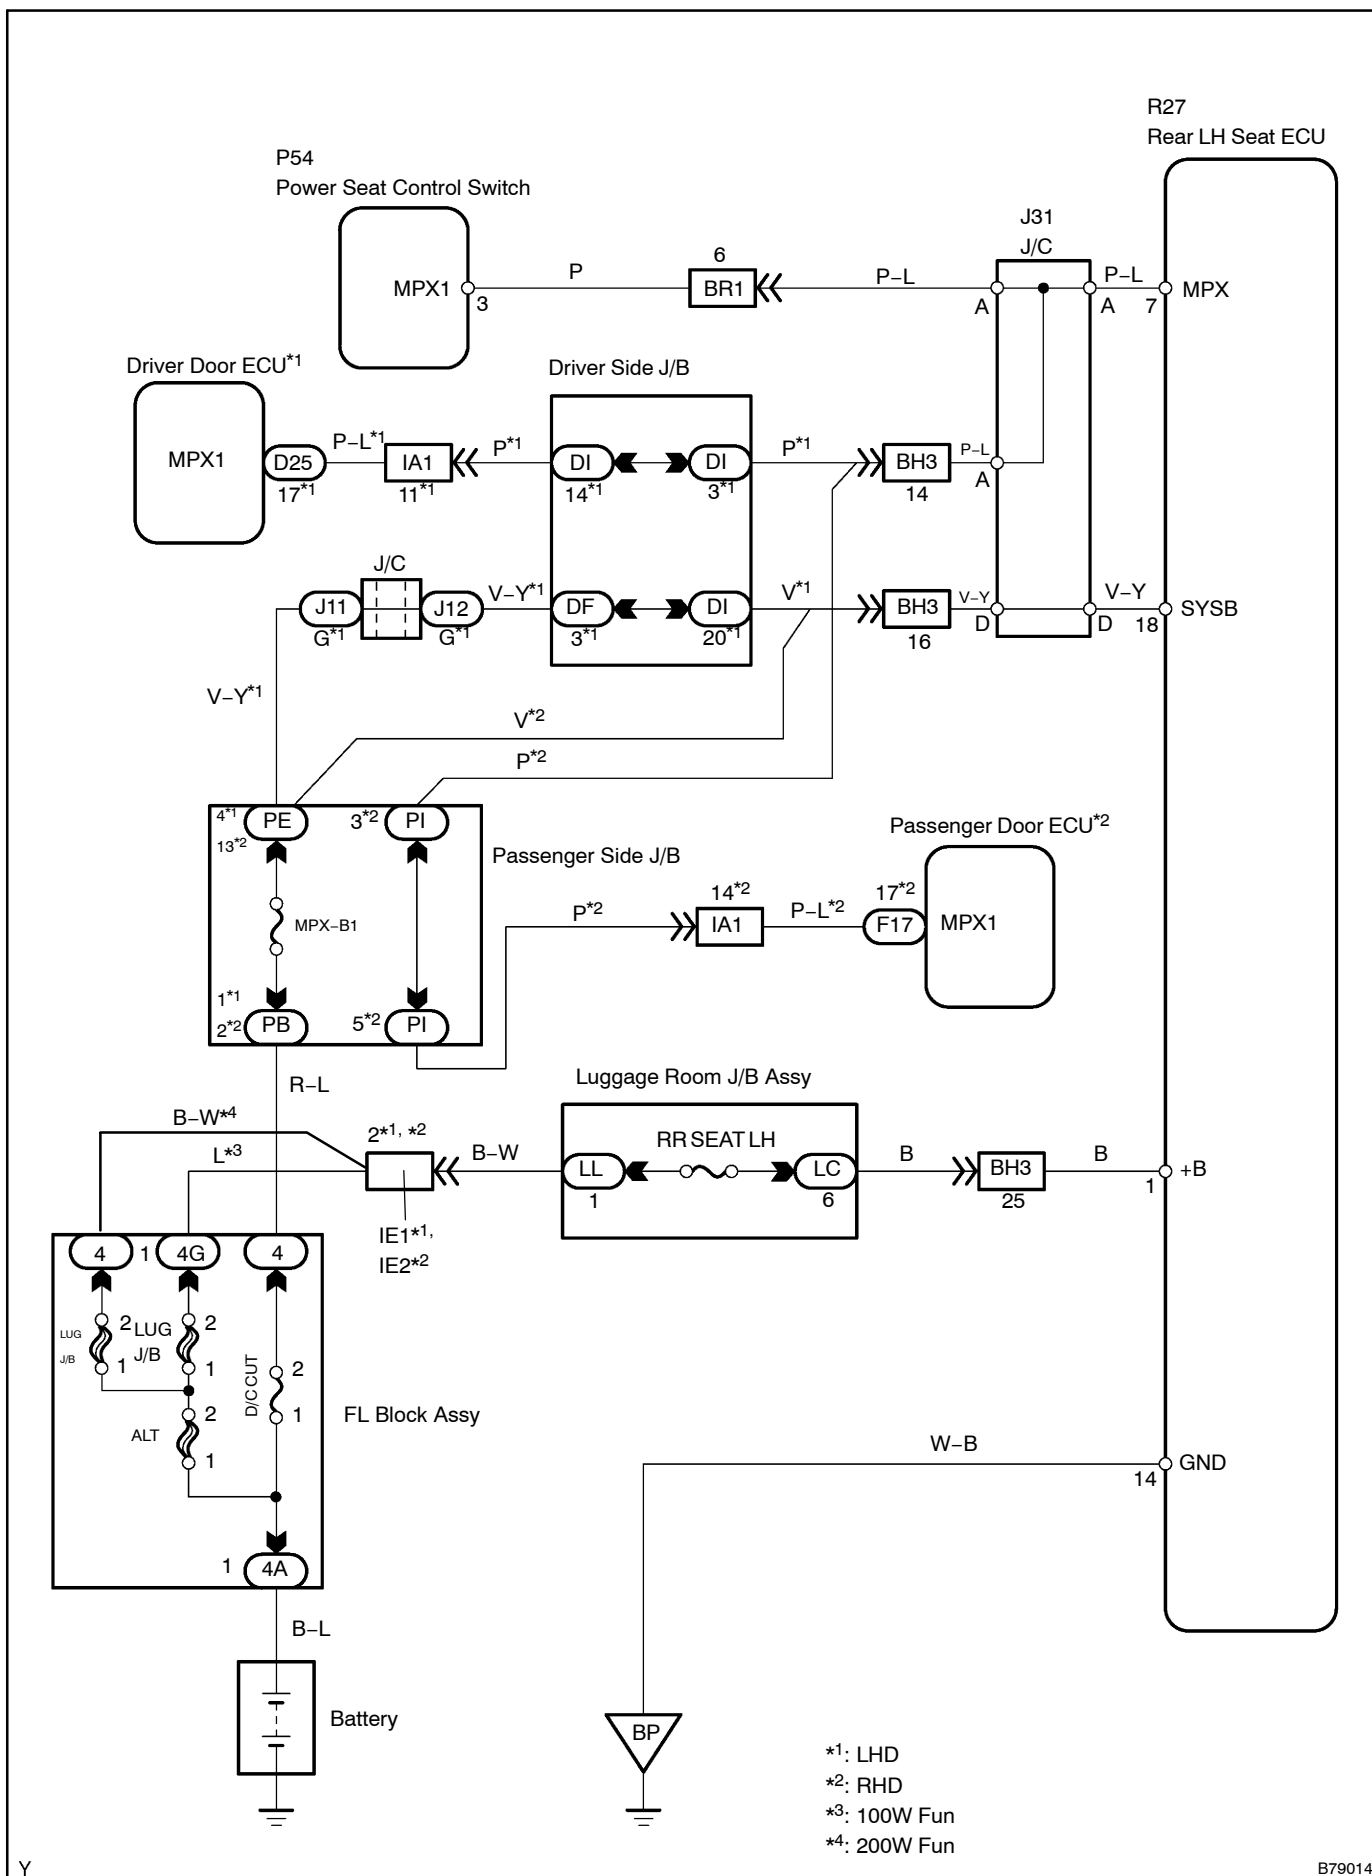 R27
Rear LH Seat ECU
P54
Power Seat Control Switch
J31
J/C
6
P
BR1
P-L
P-L
MPX1
3
A
A
7
MPX
Driver Door ECU*1
Driver Side J/B
MPX1
D25
P-L*1
IA1
P*1
DI
DI
P*1
BH3
P-L
17*1
11*1
14*1
3*1
14
A
J/C
J11
J12
V-Y*1
DF
DI
V*1
BH3
V-Y
V-Y
SYSB
G*1
G*1
3*1
20*1
16
D
D
18
V-Y*1
V*2
P*2
4*1
PE
3*2
PI
13*2
Passenger Side J/B
Passenger Door ECU*2
MPX-B1
P*2
14*2
IA1
P-L*2
17*2
F17
MPX1
1*1
2*2
PB
5*2
PI
R-L
Luggage Room J/B Assy
B-W*4
2*1, *2
L*3
B-W
RR SEAT LH
LL
LC
B
BH3
B
+B
1
6
25
1
IE1*1,
IE2*2
4
1
4G
4
LUG
J/B
2
1
LUG
J/B
2
1
D/C CUT
2
1
FL Block Assy
ALT
2
1
W-B
14
GND
1
4A
B-L
Battery
BP
*1: LHD
*2: RHD
*3: 100W Fun
*4: 200W Fun
Y
B79014